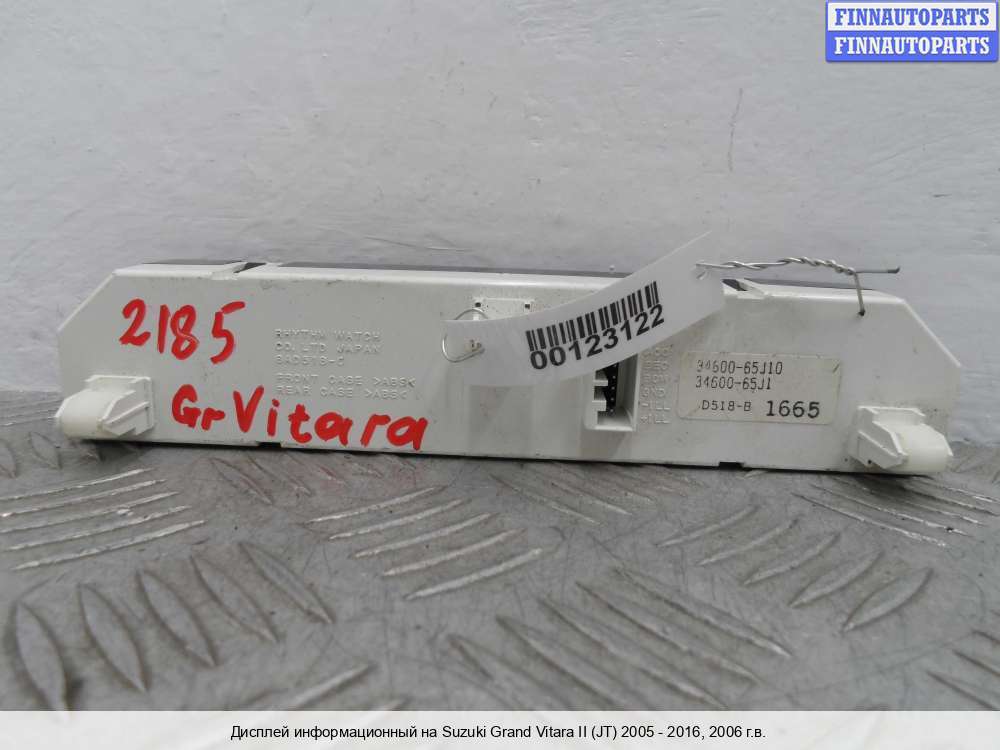 FINNAUTOPARTS
FINNAUTOPARTS
2185
GrVitara
RHYTHM WATCH
CO.,LTD JAPAN
FRONT CASE >ABS<
REAR CASE >ABS<
00123122
GND
34600-65J10
34600-65J1
D518-B 1665
Дисплей информационный на Suzuki Grand Vitara II (JT) 2005 - 2016, 2006 г.в.